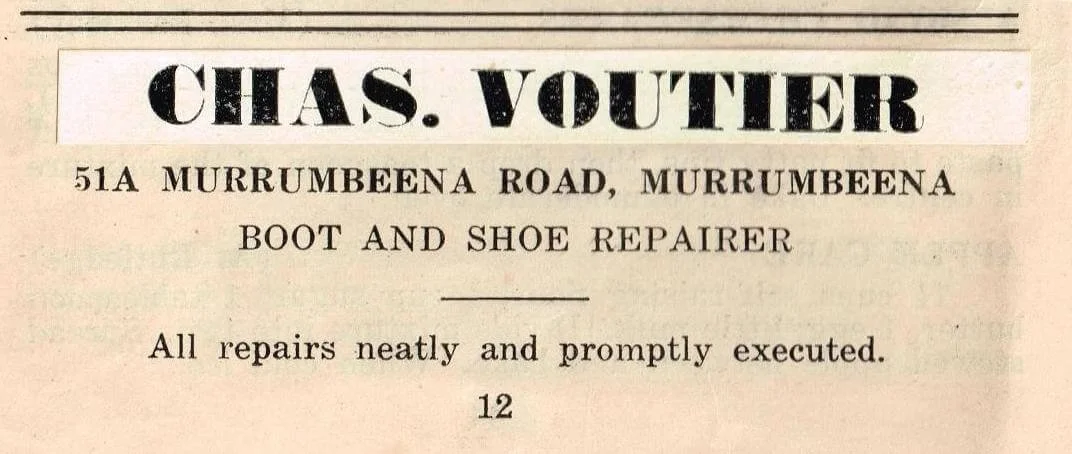 CHAS. VOUTIER
51A MURRUMBEENA ROAD, MURRUMBEENA
BOOT AND SHOE REPAIRER
All repairs neatly and promptly executed.
12